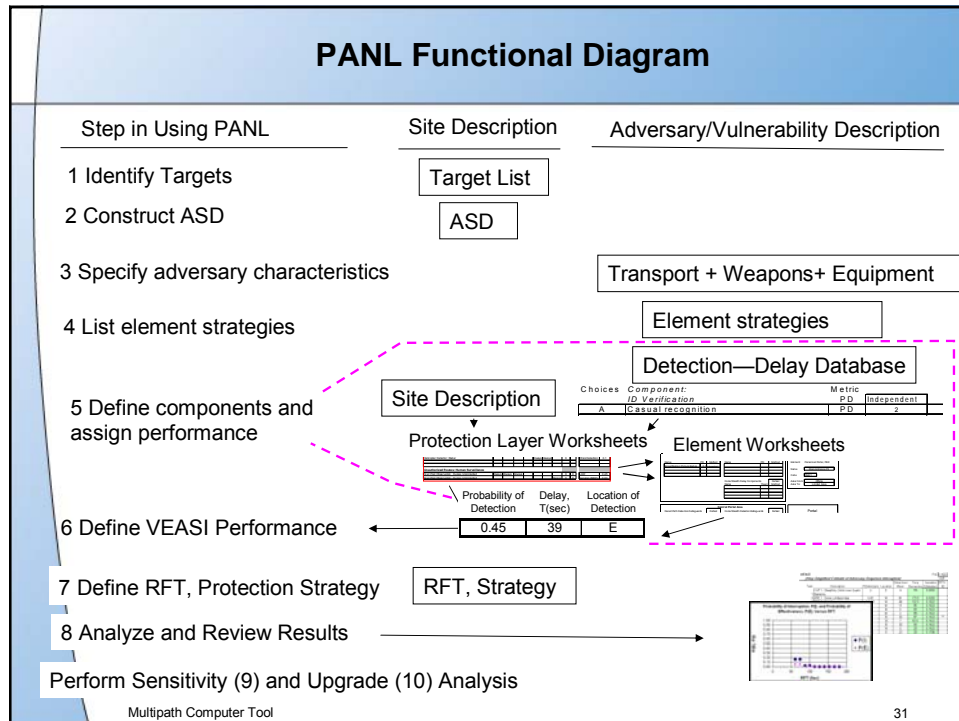 PANL Functional Diagram
Step in Using PANL
Site Description
Adversary/Vulnerability Description
1 Identify Targets
Target List
2 Construct ASD
ASD
3 Specify adversary characteristics
Transport + Weapons+ Equipment
4 List element strategies
Element strategies
Detection—Delay Database
Choices Component: Metric
ID Verification PD Independent
A Casual recognition PD 2
5 Define components and
assign performance
Site Description
Protection Layer Worksheets
Element Worksheets
Probability of Detection
Delay, T(sec)
Location of Detection
6 Define VEASI Performance
0.45 39 E
7 Define RFT, Protection Strategy
RFT, Strategy
8 Analyze and Review Results
Perform Sensitivity (9) and Upgrade (10) Analysis
Multipath Computer Tool
31